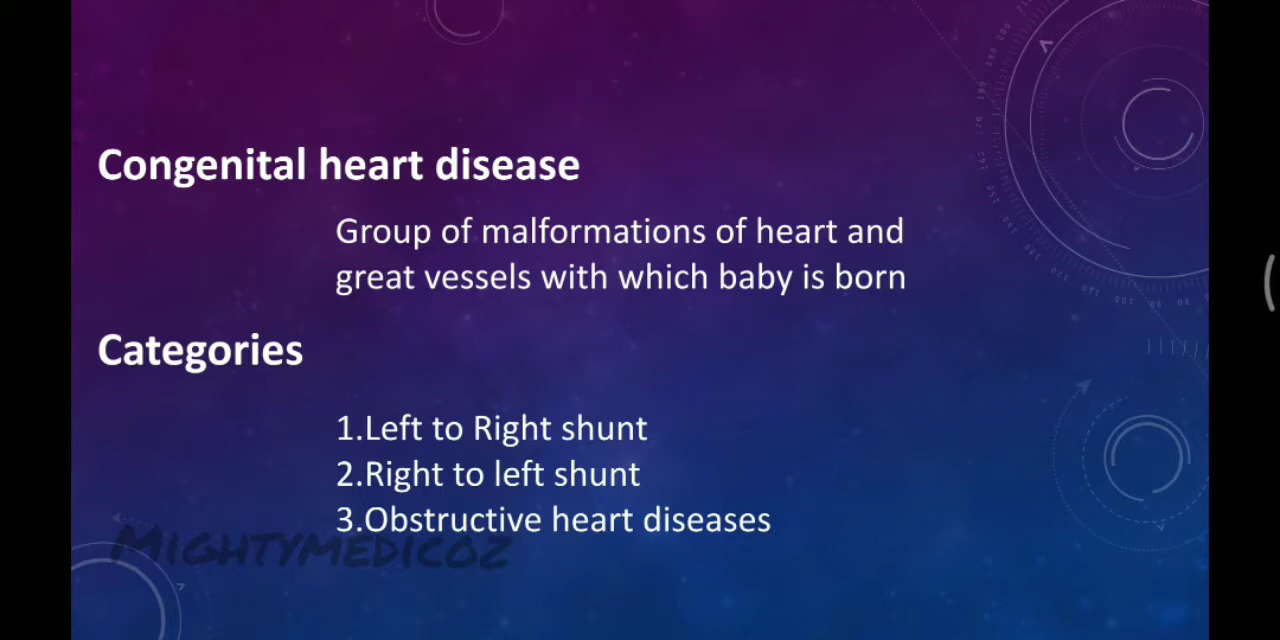 Congenital heart disease
Group of malformations of heart and
great vessels with which baby is born
Categories
1.Left to Right shunt
2.Right to left shunt
3.Obstructive heart diseases
MIGHTYMEDICOZ